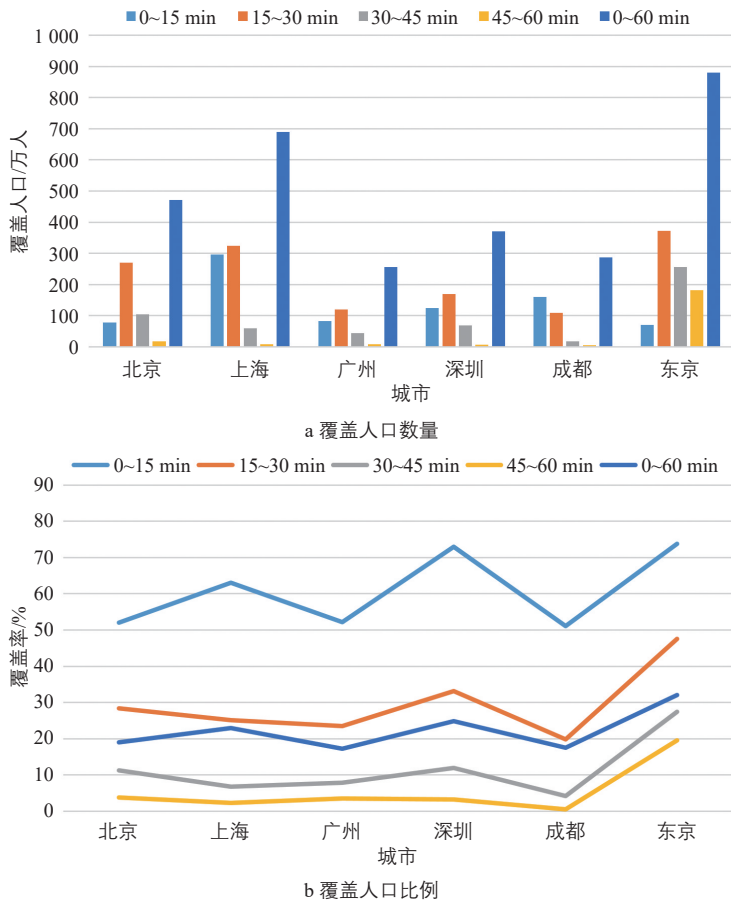 0~15 min 15~30 min 30~45 min 45~60 min 0~60 min
1 000
900
800
700
600
500
400
300
200
100
0
覆盖人口/万人
北京 上海 广州 深圳 成都 东京
城市
a 覆盖人口数量
0~15 min 15~30 min 30~45 min 45~60 min 0~60 min
90
80
70
60
50
40
30
20
10
0
覆盖率/%
北京 上海 广州 深圳 成都 东京
城市
b 覆盖人口比例